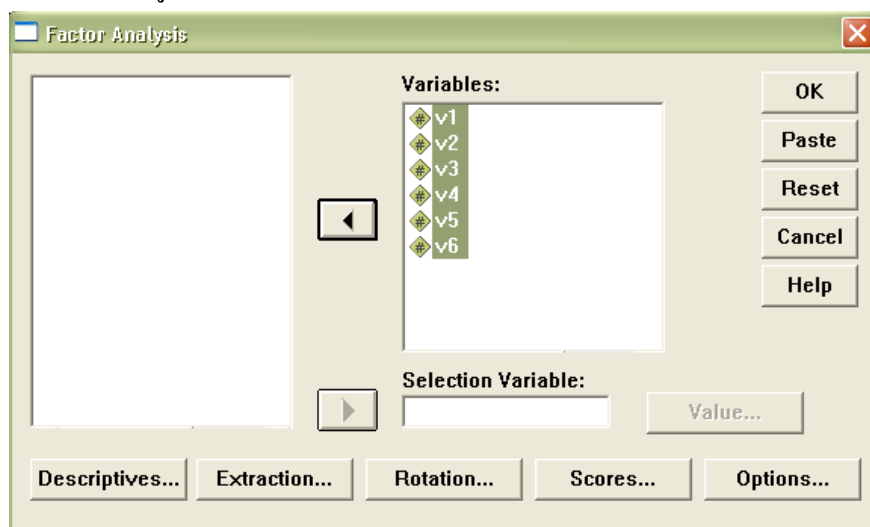 Factor Analysis
Variables:
v1
v2
v3
v4
v5
v6
OK
Paste
Reset
Cancel
Help
Selection Variable:
Value...
Descriptives...
Extraction...
Rotation...
Scores...
Options...